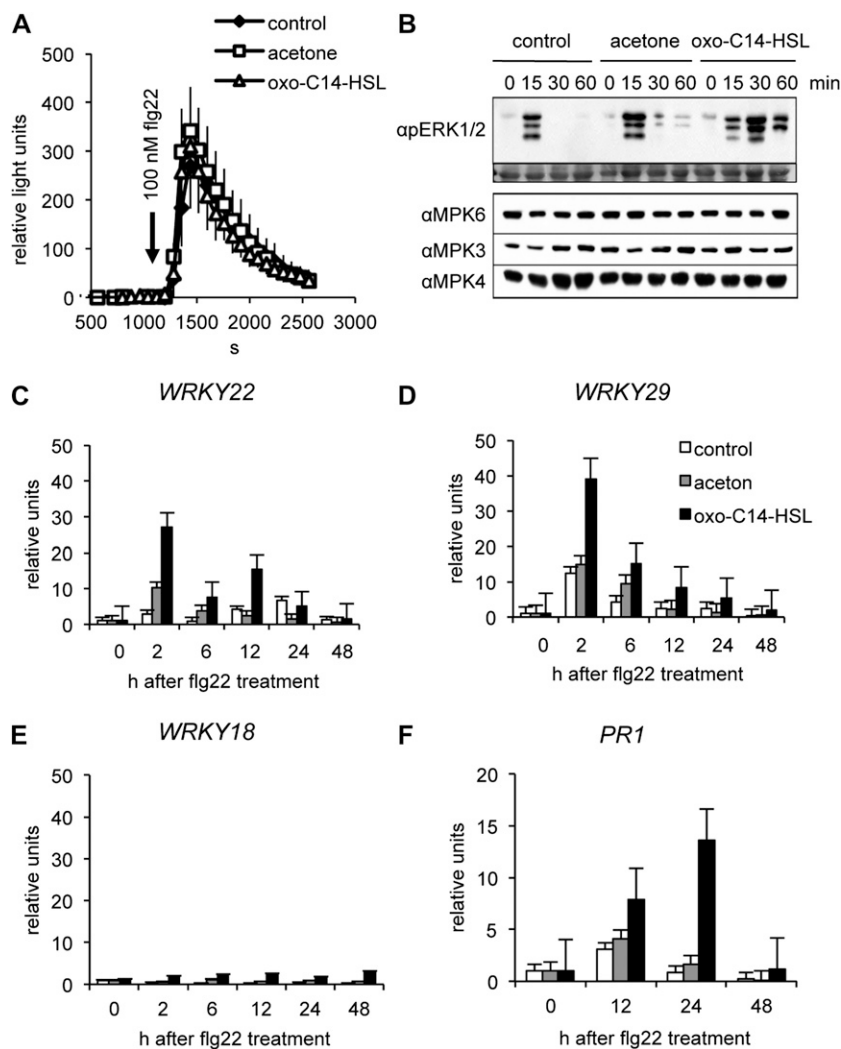 A
control
acetone
oxo-C14-HSL
relative light units
400
350
300
250
200
150
100
50
0
100 nM flg22
500 1000 1500 2000 2500 3000
s
B
control acetone oxo-C14-HSL
0 15 30 60 0 15 30 60 0 15 30 60 min
αpERK1/2
αMPK6
αMPK3
αMPK4
C
WRKY22
relative units
50
40
30
20
10
0
0 2 6 12 24 48
h after flg22 treatment
D
WRKY29
control
aceton
oxo-C14-HSL
relative units
50
40
30
20
10
0
0 2 6 12 24 48
h after flg22 treatment
E
WRKY18
relative units
50
40
30
20
10
0
0 2 6 12 24 48
h after flg22 treatment
F
PR1
relative units
20
15
10
5
0
0 12 24 48
h after flg22 treatment